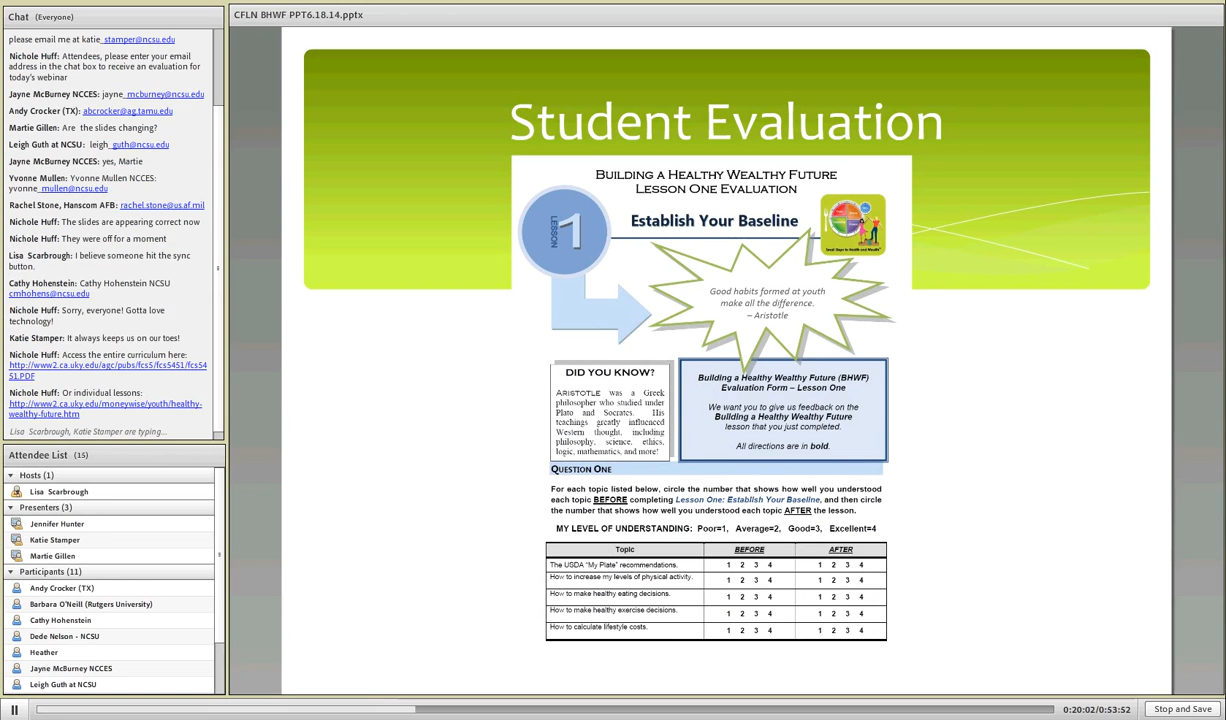 Chat (Everyone)
please email me at katie_stamper@ncsu.edu
Nichole Huff: Attendees, please enter your email
address in the chat box to receive an evaluation for
today's webinar
Jayne McBurney NCCES: jayne_mcburney@ncsu.edu
Andy Crocker (TX): abcrocker@ag.tamu.edu
Martie Gillen: Are the slides changing?
Leigh Guth at NCSU: leigh_guth@ncsu.edu
Jayne McBurney NCCES: yes, Martie
Yvonne Mullen: Yvonne Mullen NCCES:
yvonne_mullen@ncsu.edu
Rachel Stone, Hanscom AFB: rachel.stone@us.af.mil
Nichole Huff: The slides are appearing correct now
Nichole Huff: They were off for a moment
Lisa Scarbrough: I believe someone hit the sync
button.
Cathy Hohenstein: Cathy Hohenstein NCSU
cmhohens@ncsu.edu
Nichole Huff: Sorry, everyone! Gotta love
technology!
Katie Stamper: It always keeps us on our toes!
Nichole Huff: Access the entire curriculum here:
http://www2.ca.uky.edu/agc/pubs/fcs5/fcs5451/fcs54
51.PDF
Nichole Huff: Or individual lessons:
http://www2.ca.uky.edu/moneywise/youth/healthy-
wealthy-future.htm
Lisa Scarbrough, Katie Stamper are typing...
Attendee List (15)
Hosts (1)
Lisa Scarbrough
Presenters (3)
Jennifer Hunter
Katie Stamper
Martie Gillen
Participants (11)
Andy Crocker (TX)
Barbara O'Neill (Rutgers University)
Cathy Hohenstein
Dede Nelson - NCSU
Heather
Jayne McBurney NCCES
Leigh Guth at NCSU
CFLN BHWF PPT6.18.14.pptx
Student Evaluation
Building a Healthy Wealthy Future
Lesson One Evaluation
LESSON 1
Establish Your Baseline
Small Steps to Health and Wealth
Good habits formed at youth
make all the difference.
– Aristotle
DID YOU KNOW?
ARISTOTLE was a Greek
philosopher who studied under
Plato and Socrates. His
teachings greatly influenced
Western thought, including
philosophy, science, ethics,
logic, mathematics, and more!
Building a Healthy Wealthy Future (BHWF)
Evaluation Form – Lesson One
We want you to give us feedback on the
Building a Healthy Wealthy Future
lesson that you just completed.
All directions are in bold.
QUESTION ONE
For each topic listed below, circle the number that shows how well you understood
each topic BEFORE completing Lesson One: Establish Your Baseline, and then circle
the number that shows how well you understood each topic AFTER the lesson.
MY LEVEL OF UNDERSTANDING: Poor=1, Average=2, Good=3, Excellent=4
Topic BEFORE AFTER
The USDA "My Plate" recommendations. 1 2 3 4 1 2 3 4
How to increase my levels of physical activity. 1 2 3 4 1 2 3 4
How to make healthy eating decisions. 1 2 3 4 1 2 3 4
How to make healthy exercise decisions. 1 2 3 4 1 2 3 4
How to calculate lifestyle costs. 1 2 3 4 1 2 3 4
0:20:02/0:53:52
Stop and Save